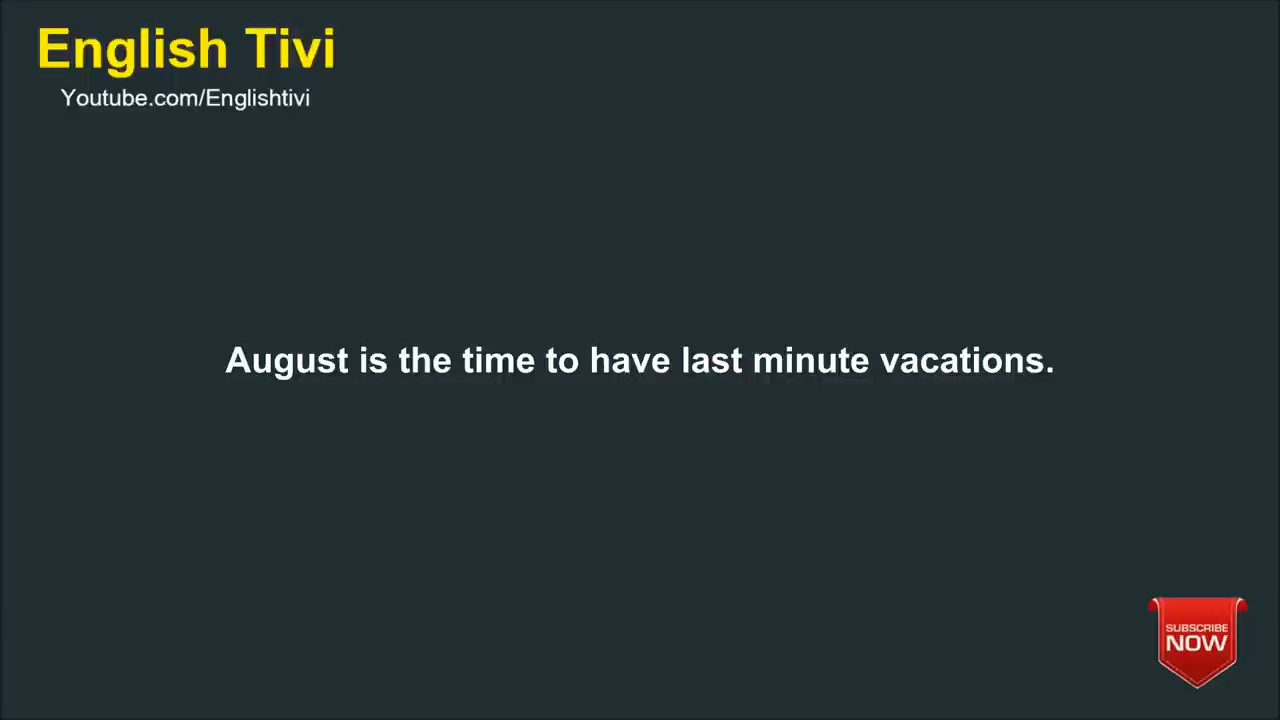 English Tivi
Youtube.com/Englishtivi
August is the time to have last minute vacations.
SUBSCRIBE
NOW